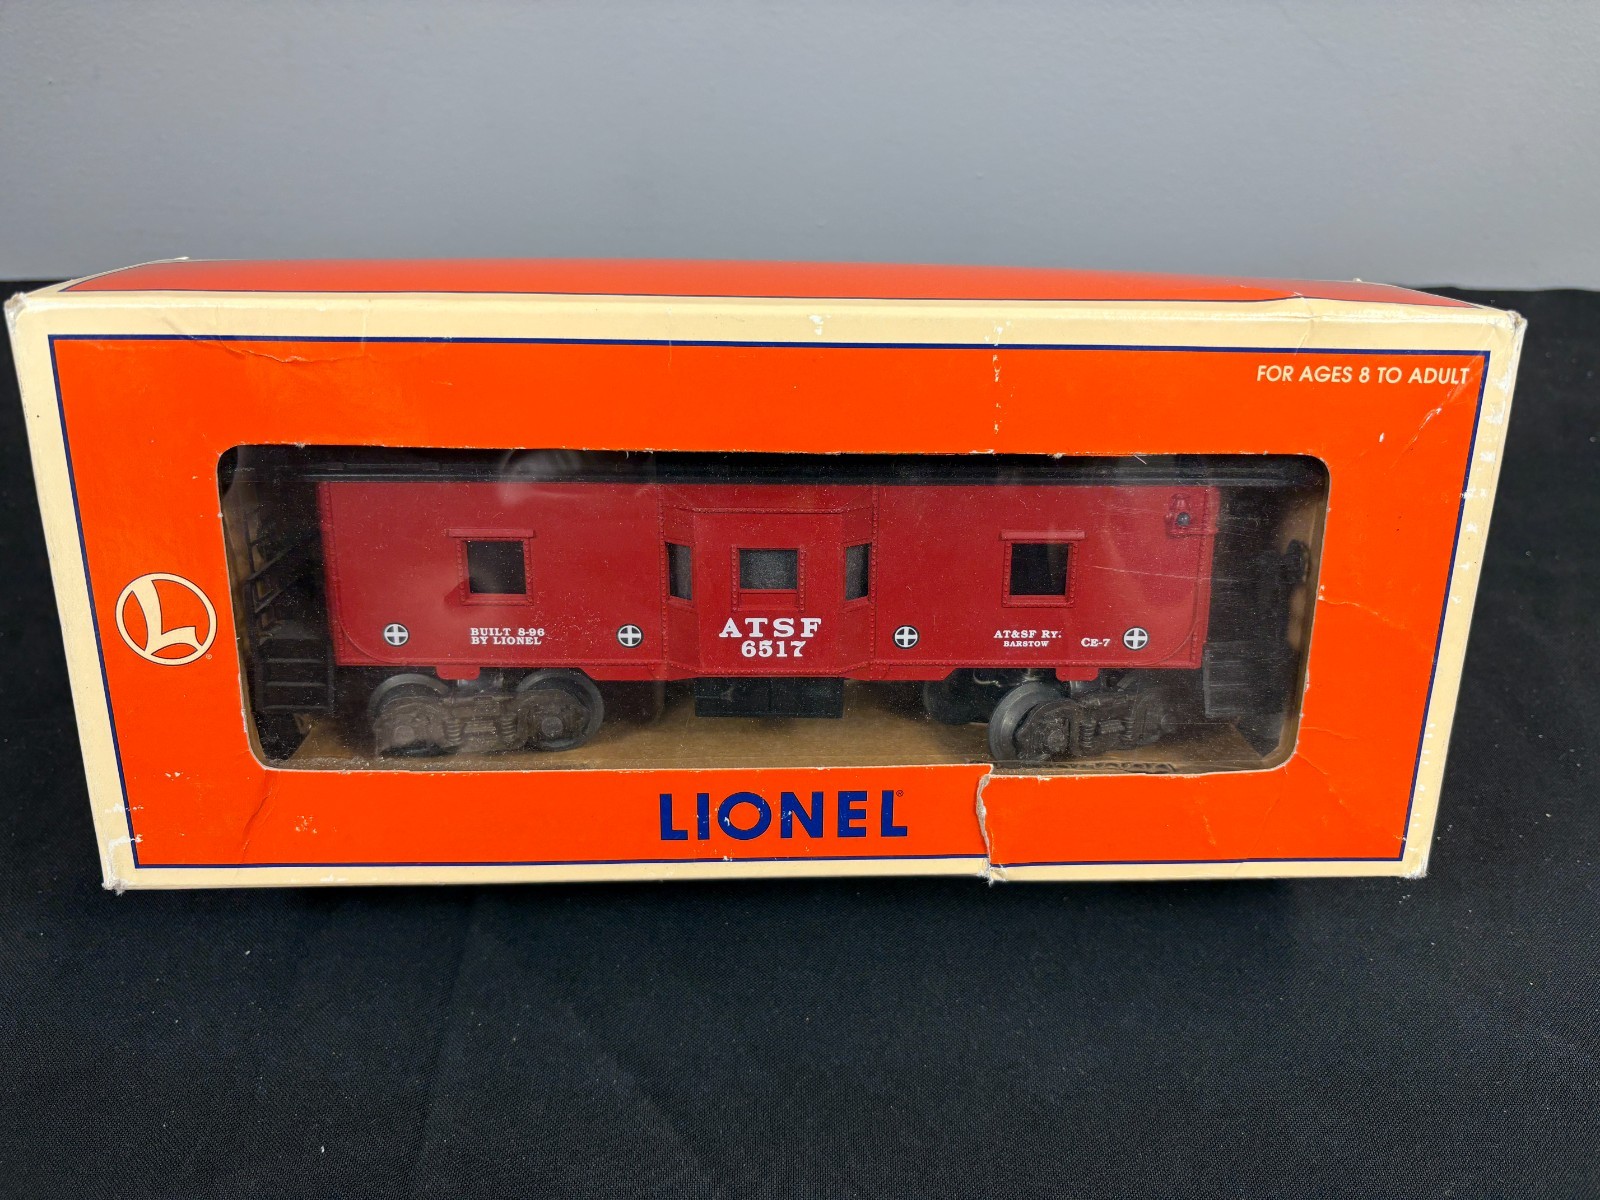 FOR AGES 8 TO ADULT
L
BUILT 8-96
BY LIONEL
ATSF
6517
AT&SF RY.
BARSTOW
CE-7
LIONEL®